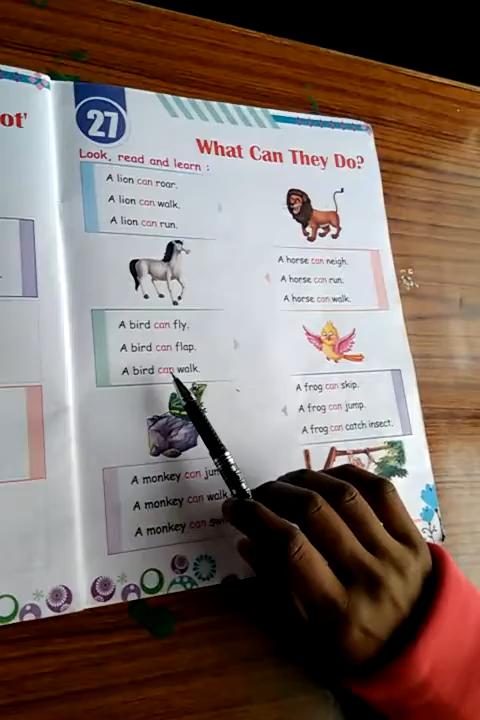 ot'
27
What Can They Do?
Look, read and learn :
A lion can roar.
A lion can walk.
A lion can run.
A horse can neigh.
A horse can run.
A horse can walk.
A bird can fly.
A bird can flap.
A bird can walk.
A frog can skip.
A frog can jump.
A frog can catch insect.
A monkey can
A monkey can walk
A monkey can